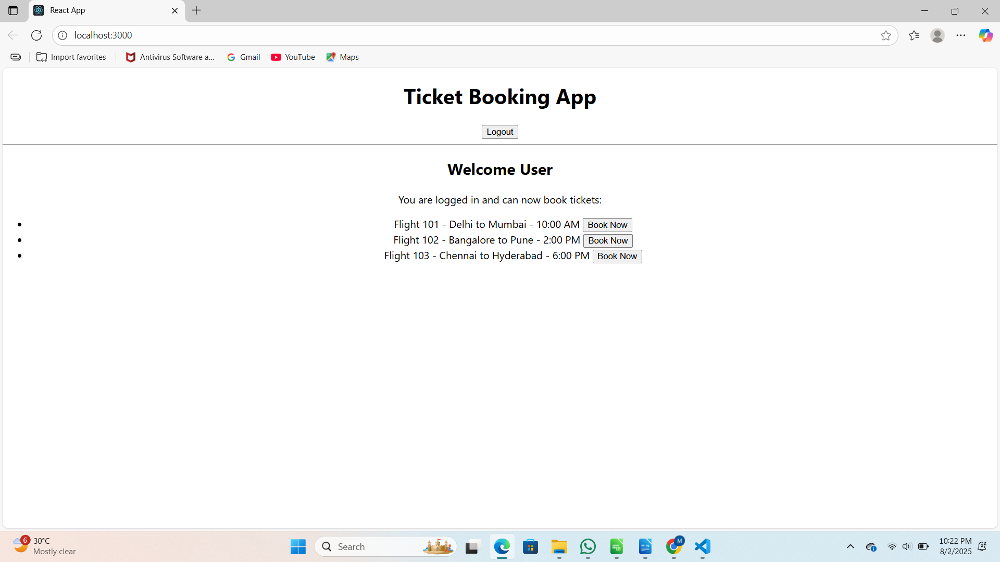 React App
localhost:3000
Import favorites
Antivirus Software a...
Gmail
YouTube
Maps
Ticket Booking App
Logout
Welcome User
You are logged in and can now book tickets:
• Flight 101 - Delhi to Mumbai - 10:00 AM Book Now
• Flight 102 - Bangalore to Pune - 2:00 PM Book Now
• Flight 103 - Chennai to Hyderabad - 6:00 PM Book Now
6
30°C
Mostly clear
Search
M
10:22 PM
8/2/2025